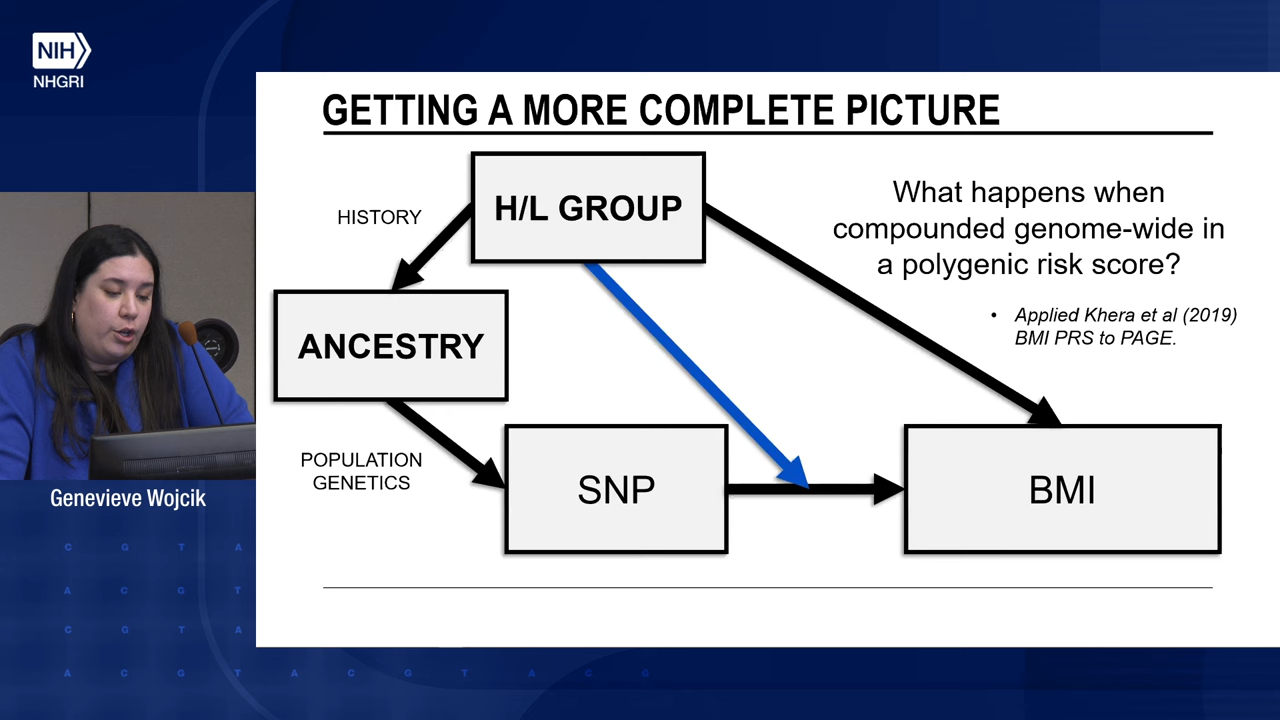 NIH
NHGRI
GETTING A MORE COMPLETE PICTURE
H/L GROUP
HISTORY
What happens when
compounded genome-wide in
a polygenic risk score?
• Applied Khera et al (2019)
BMI PRS to PAGE.
ANCESTRY
POPULATION
GENETICS
SNP
BMI
Genevieve Wojcik
C G T A
A C G T
C G T A
A C G T A C G T A C G